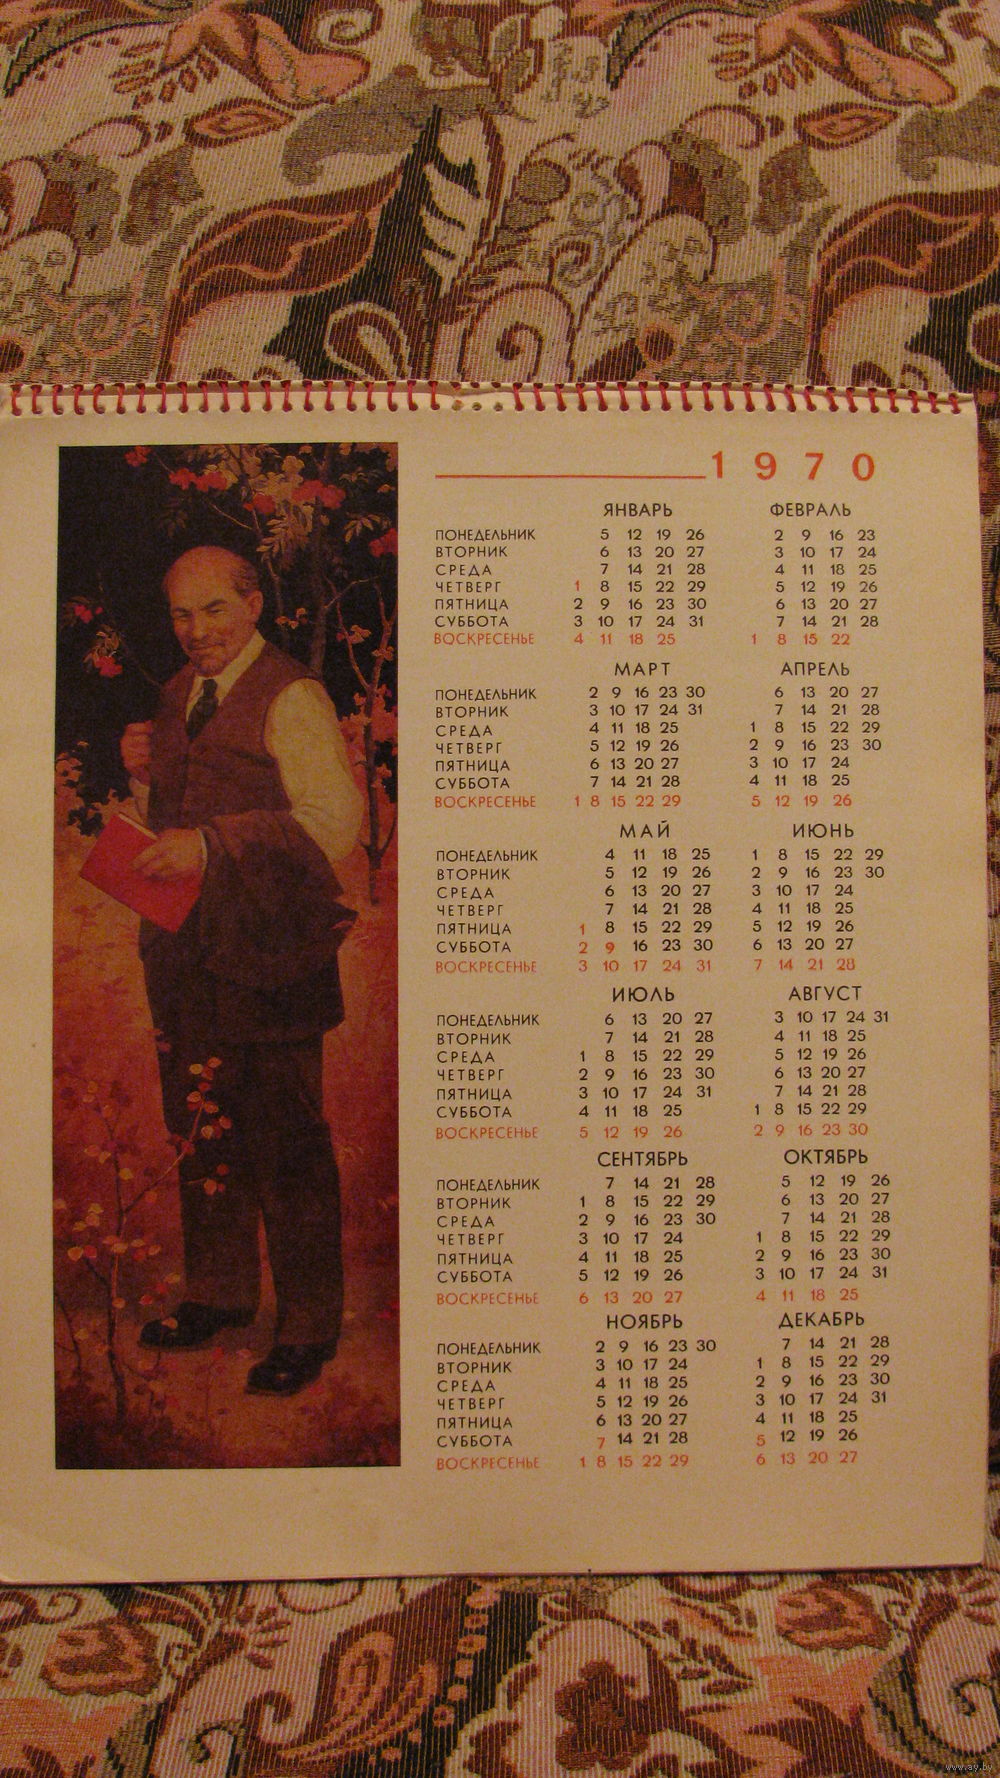 1970
ЯНВАРЬ ФЕВРАЛЬ
ПОНЕДЕЛЬНИК 5 12 19 26 2 9 16 23
ВТОРНИК 6 13 20 27 3 10 17 24
СРЕДА 7 14 21 28 4 11 18 25
ЧЕТВЕРГ 1 8 15 22 29 5 12 19 26
ПЯТНИЦА 2 9 16 23 30 6 13 20 27
СУББОТА 3 10 17 24 31 7 14 21 28
ВОСКРЕСЕНЬЕ 4 11 18 25 1 8 15 22
МАРТ АПРЕЛЬ
ПОНЕДЕЛЬНИК 2 9 16 23 30 6 13 20 27
ВТОРНИК 3 10 17 24 31 7 14 21 28
СРЕДА 4 11 18 25 1 8 15 22 29
ЧЕТВЕРГ 5 12 19 26 2 9 16 23 30
ПЯТНИЦА 6 13 20 27 3 10 17 24
СУББОТА 7 14 21 28 4 11 18 25
ВОСКРЕСЕНЬЕ 1 8 15 22 29 5 12 19 26
МАЙ ИЮНЬ
ПОНЕДЕЛЬНИК 4 11 18 25 1 8 15 22 29
ВТОРНИК 5 12 19 26 2 9 16 23 30
СРЕДА 6 13 20 27 3 10 17 24
ЧЕТВЕРГ 7 14 21 28 4 11 18 25
ПЯТНИЦА 1 8 15 22 29 5 12 19 26
СУББОТА 2 9 16 23 30 6 13 20 27
ВОСКРЕСЕНЬЕ 3 10 17 24 31 7 14 21 28
ИЮЛЬ АВГУСТ
ПОНЕДЕЛЬНИК 6 13 20 27 3 10 17 24 31
ВТОРНИК 7 14 21 28 4 11 18 25
СРЕДА 1 8 15 22 29 5 12 19 26
ЧЕТВЕРГ 2 9 16 23 30 6 13 20 27
ПЯТНИЦА 3 10 17 24 31 7 14 21 28
СУББОТА 4 11 18 25 1 8 15 22 29
ВОСКРЕСЕНЬЕ 5 12 19 26 2 9 16 23 30
СЕНТЯБРЬ ОКТЯБРЬ
ПОНЕДЕЛЬНИК 7 14 21 28 5 12 19 26
ВТОРНИК 1 8 15 22 29 6 13 20 27
СРЕДА 2 9 16 23 30 7 14 21 28
ЧЕТВЕРГ 3 10 17 24 1 8 15 22 29
ПЯТНИЦА 4 11 18 25 2 9 16 23 30
СУББОТА 5 12 19 26 3 10 17 24 31
ВОСКРЕСЕНЬЕ 6 13 20 27 4 11 18 25
НОЯБРЬ ДЕКАБРЬ
ПОНЕДЕЛЬНИК 2 9 16 23 30 7 14 21 28
ВТОРНИК 3 10 17 24 1 8 15 22 29
СРЕДА 4 11 18 25 2 9 16 23 30
ЧЕТВЕРГ 5 12 19 26 3 10 17 24 31
ПЯТНИЦА 6 13 20 27 4 11 18 25
СУББОТА 7 14 21 28 5 12 19 26
ВОСКРЕСЕНЬЕ 1 8 15 22 29 6 13 20 27
www.ay.by